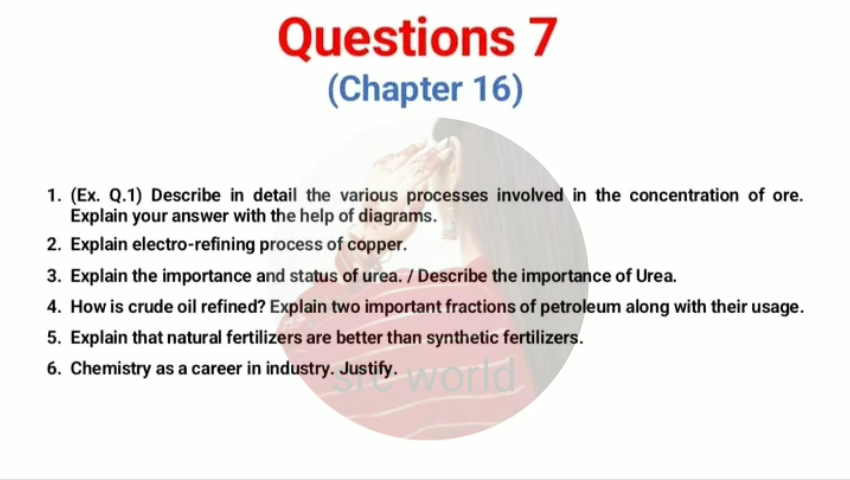 Questions 7
(Chapter 16)
1. (Ex. Q.1) Describe in detail the various processes involved in the concentration of ore.
Explain your answer with the help of diagrams.
2. Explain electro-refining process of copper.
3. Explain the importance and status of urea. / Describe the importance of Urea.
4. How is crude oil refined? Explain two important fractions of petroleum along with their usage.
5. Explain that natural fertilizers are better than synthetic fertilizers.
6. Chemistry as a career in industry. Justify.
src world